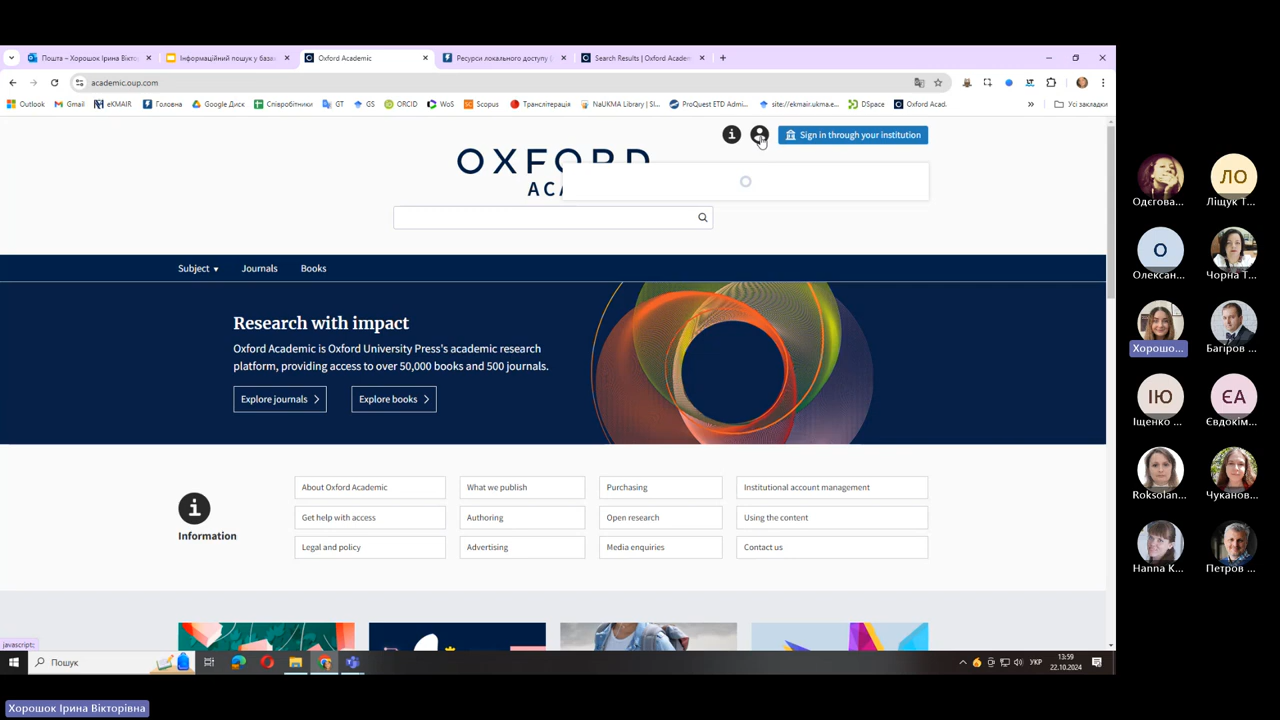 Пошта – Хорошок Ірина Вікто
Інформаційний пошук у база
Oxford Academic
Ресурси локального доступу (
Search Results | Oxford Academ
academic.oup.com
Outlook
Gmail
eKMAIR
Головна
Google Диск
Співробітники
GT
GS
ORCID
WoS
Scopus
Транслітерація
NaUKMA Library | Sl...
ProQuest ETD Admi...
site://ekmair.ukma.e...
DSpace
Oxford Acad.
»
Усі закладки
Sign in through your institution
OXFORD
ACA
Subject
Journals
Books
Research with impact
Oxford Academic is Oxford University Press's academic research
platform, providing access to over 50,000 books and 500 journals.
Explore journals
Explore books
Information
About Oxford Academic
What we publish
Purchasing
Institutional account management
Get help with access
Authoring
Open research
Using the content
Legal and policy
Advertising
Media enquiries
Contact us
javascript:;
Пошук
УКР
13:59
22.10.2024
Одєгова...
ЛО
Ліщук Т...
О
Олексан...
Чорна Т...
Хорошо...
Багіров ...
ІЮ
Іщенко ...
ЄА
Євдокім...
Roksolan...
Чуканов...
Hanna K...
Петров ...
Хорошок Ірина Вікторівна